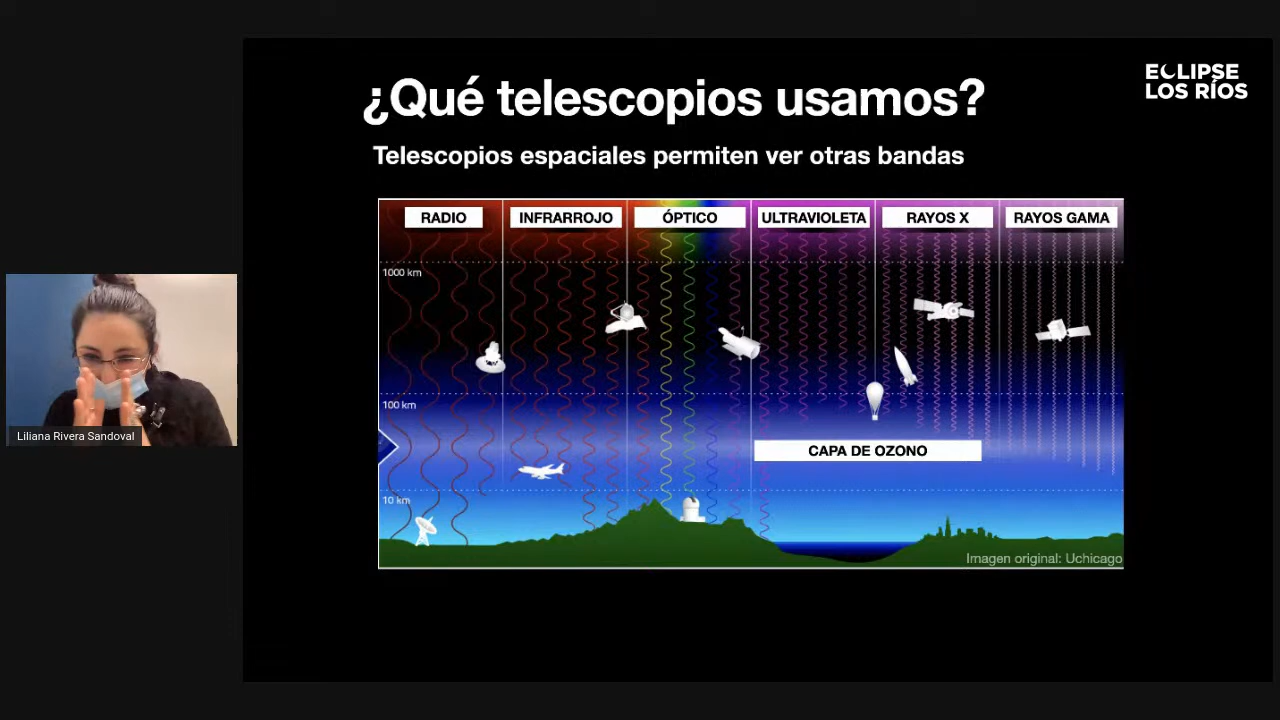 ¿Qué telescopios usamos?
ECLIPSE
LOS RÍOS
Telescopios espaciales permiten ver otras bandas
RADIO
INFRARROJO
ÓPTICO
ULTRAVIOLETA
RAYOS X
RAYOS GAMA
1000 km
100 km
CAPA DE OZONO
10 km
Imagen original: Uchicago
Liliana Rivera Sandoval